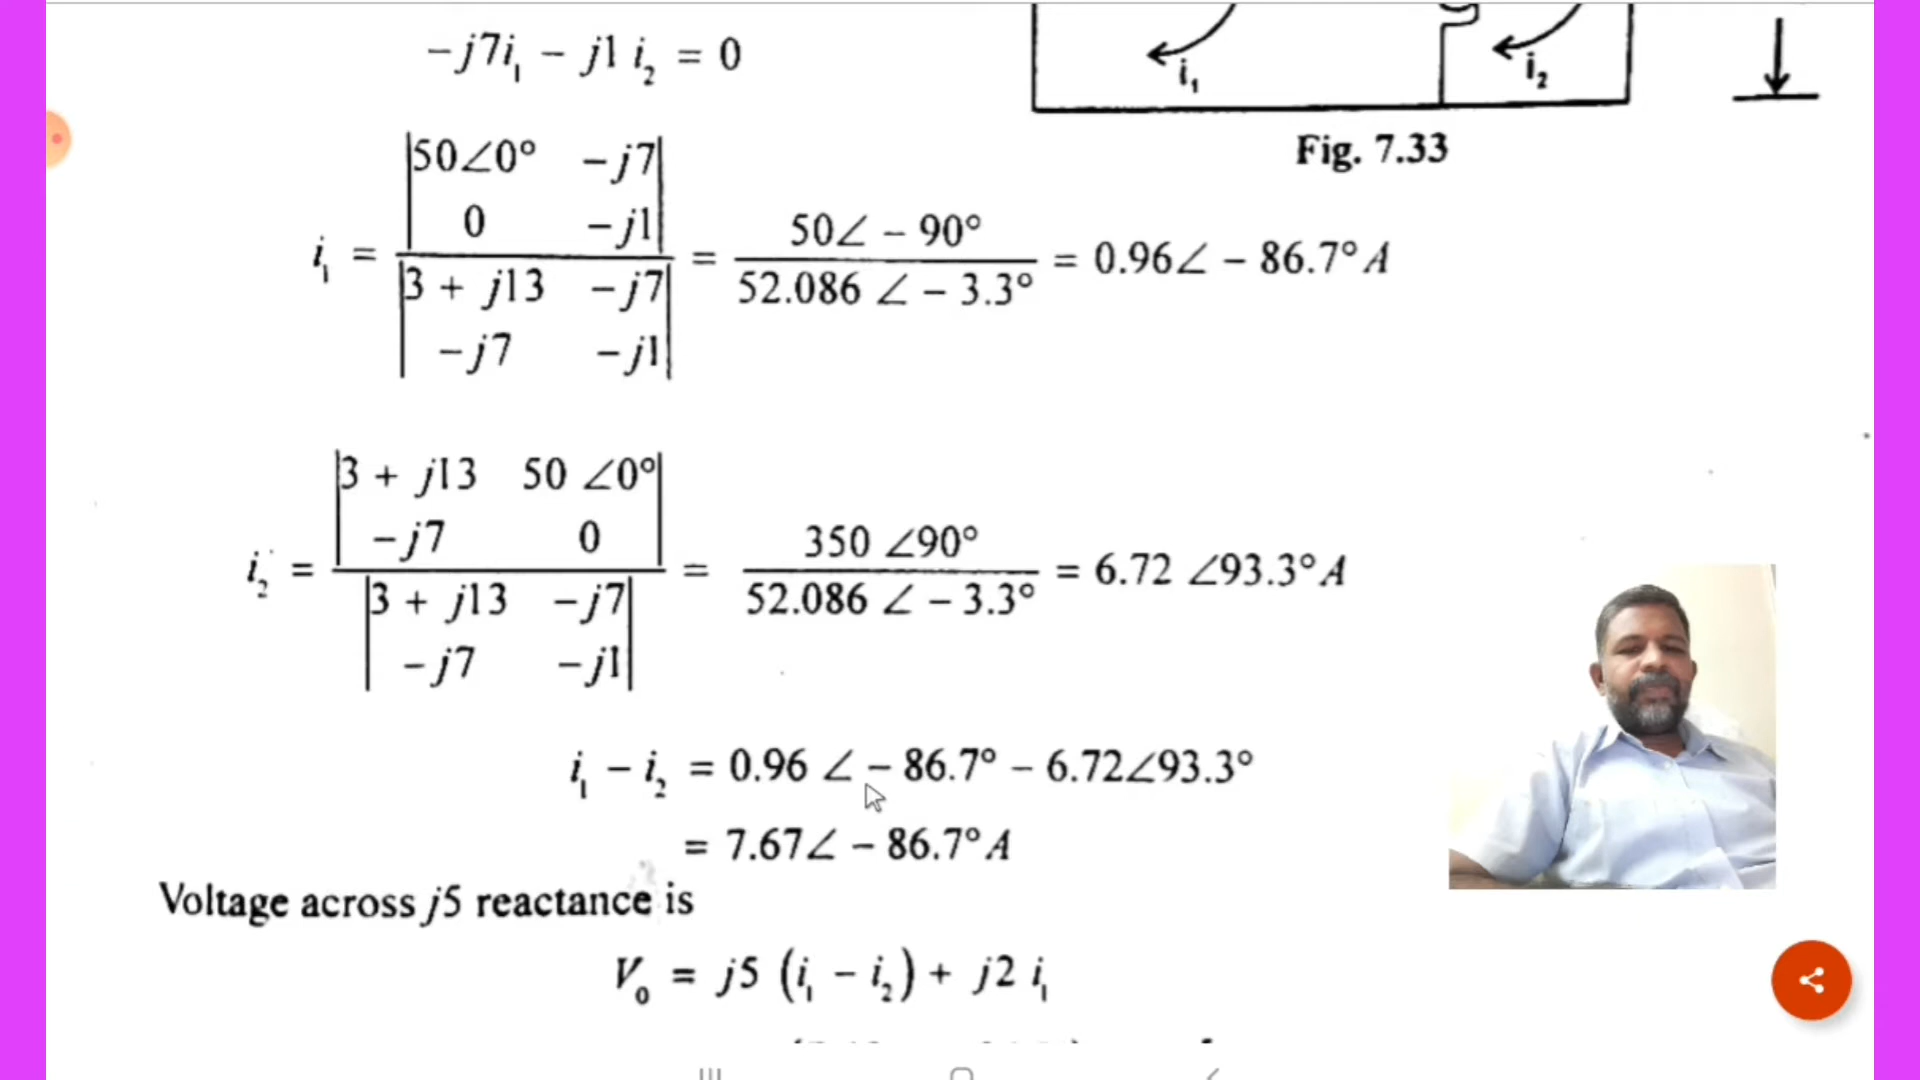 −j7i₁ − j1 i₂ = 0
i₁
i₂
Fig. 7.33
i₁ = |50∠0° −j7; 0 −j1| / |3 + j13 −j7; −j7 −j1| = 50∠ − 90° / 52.086 ∠ − 3.3° = 0.96∠ − 86.7° A
i₂ = |3 + j13 50 ∠0°; −j7 0| / |3 + j13 −j7; −j7 −j1| = 350 ∠90° / 52.086 ∠ − 3.3° = 6.72 ∠93.3° A
i₁ − i₂ = 0.96 ∠ − 86.7° − 6.72∠93.3°
= 7.67∠ − 86.7° A
Voltage across j5 reactance is
V₀ = j5 (i₁ − i₂) + j2 i₁